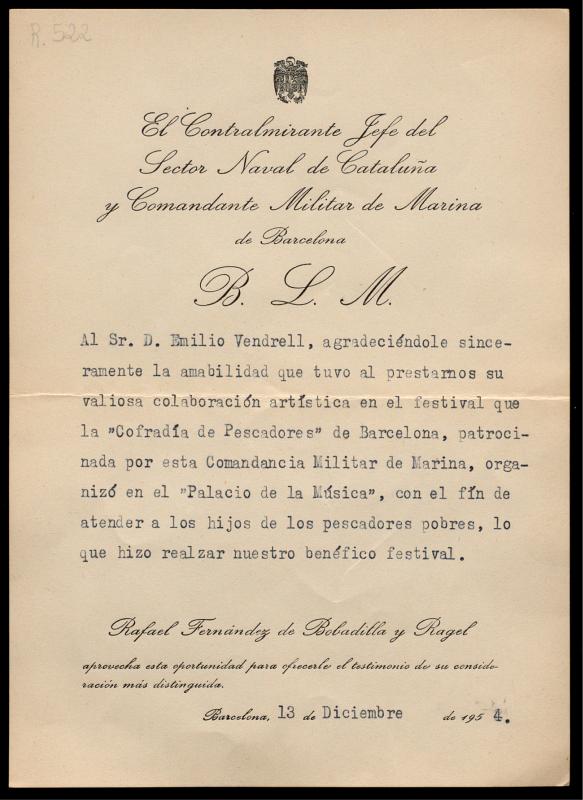 R. 522
El Contralmirante Jefe del
Sector Naval de Cataluña
y Comandante Militar de Marina
de Barcelona
B. L. M.
Al Sr. D. Emilio Vendrell, agradeciéndole since-
ramente la amabilidad que tuvo al prestarnos su
valiosa colaboración artística en el festival que
la "Cofradía de Pescadores" de Barcelona, patroci-
nada por esta Comandancia Militar de Marina, orga-
nizó en el "Palacio de la Música", con el fín de
atender a los hijos de los pescadores pobres, lo
que hizo realzar nuestro benéfico festival.
Rafael Fernández de Bobadilla y Ragel
aprovecha esta oportunidad para ofrecerle el testimonio de su conside-
ración más distinguida.
Barcelona, 13 de Diciembre de 1954.